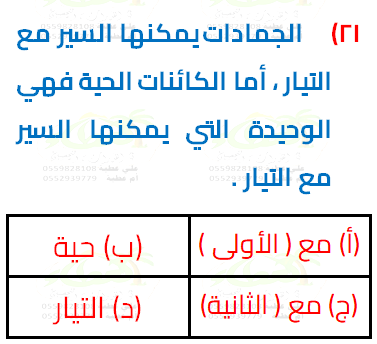 ٢١) الجمادات يمكنها السير مع
التيار ، أما الكائنات الحية فهي
الوحيدة التي يمكنها السير
مع التيار .
(أ) مع ( الأولى ) (ب) حية
(ج) مع ( الثانية) (د) التيار